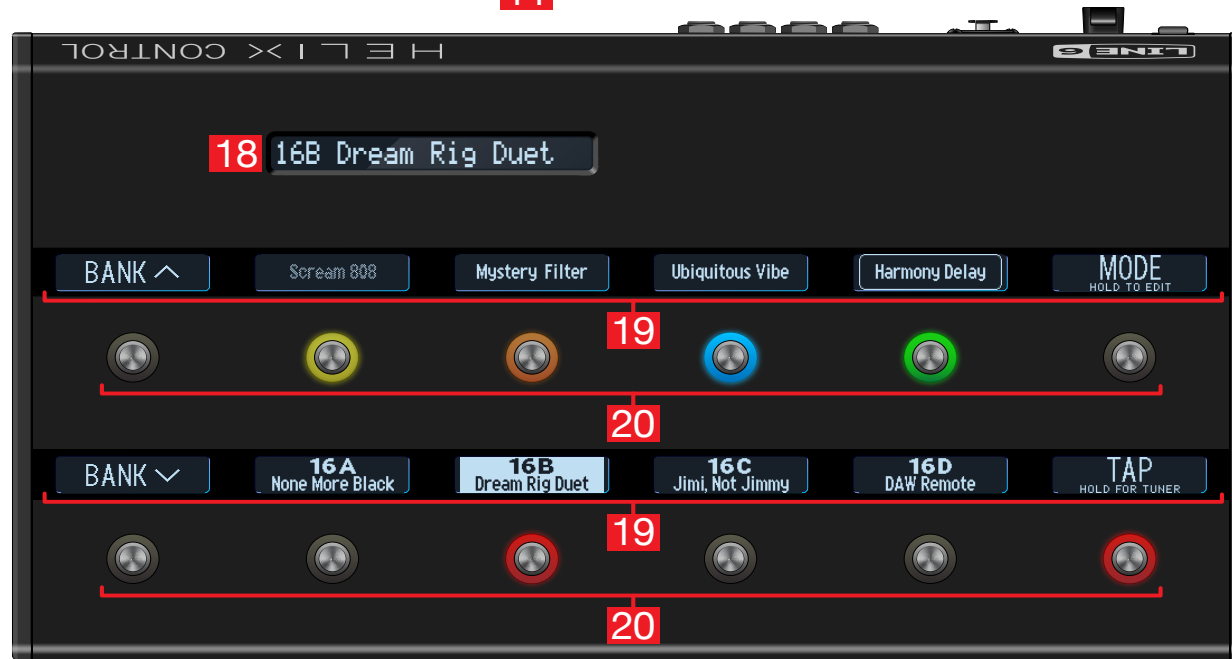 HELIX CONTROL
LINE 6
18
16B Dream Rig Duet
BANK
Scream 808
Mystery Filter
Ubiquitous Vibe
Harmony Delay
MODE
HOLD TO EDIT
19
20
BANK
16A
None More Black
16B
Dream Rig Duet
16C
Jimi, Not Jimmy
16D
DAW Remote
TAP
HOLD FOR TUNER
19
20